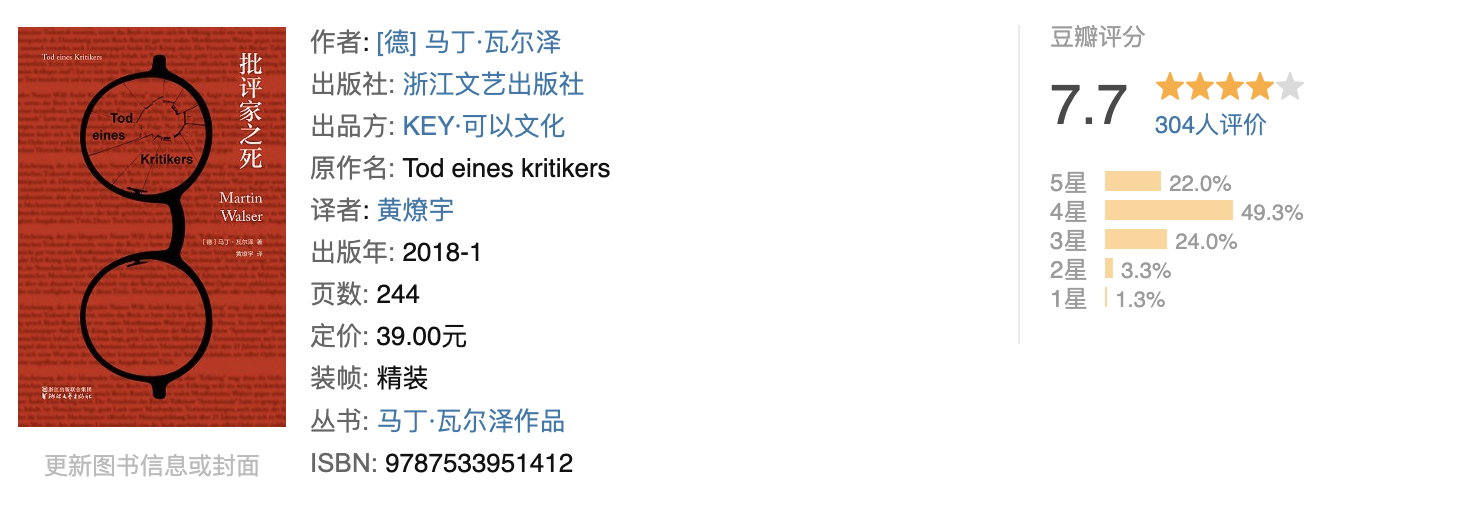 Tod eines Kritikers
批评家之死
Tod
eines
Kritikers
Martin
Walser
[德]马丁·瓦尔泽 著
黄燎宇 译
浙江出版联合集团
浙江文艺出版社
更新图书信息或封面
作者: [德] 马丁·瓦尔泽
出版社: 浙江文艺出版社
出品方: KEY·可以文化
原作名: Tod eines kritikers
译者: 黄燎宇
出版年: 2018-1
页数: 244
定价: 39.00元
装帧: 精装
丛书: 马丁·瓦尔泽作品
ISBN: 9787533951412
豆瓣评分
7.7
304人评价
5星 22.0%
4星 49.3%
3星 24.0%
2星 3.3%
1星 1.3%